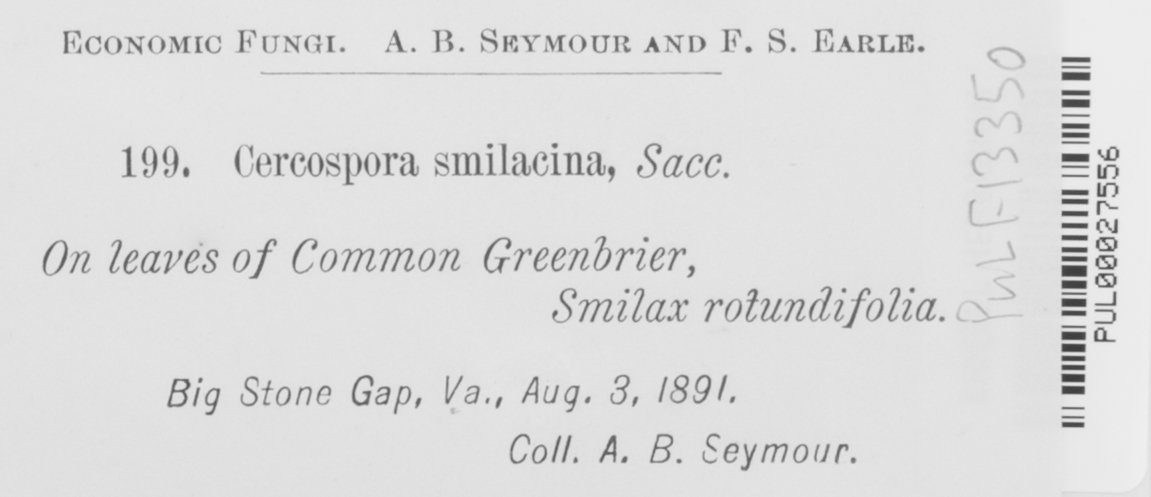 Economic Fungi. A. B. Seymour and F. S. Earle.
199. Cercospora smilacina, Sacc.
On leaves of Common Greenbrier,
Smilax rotundifolia.
Big Stone Gap, Va., Aug. 3, 1891.
Coll. A. B. Seymour.
PUL F13350
PUL00027556